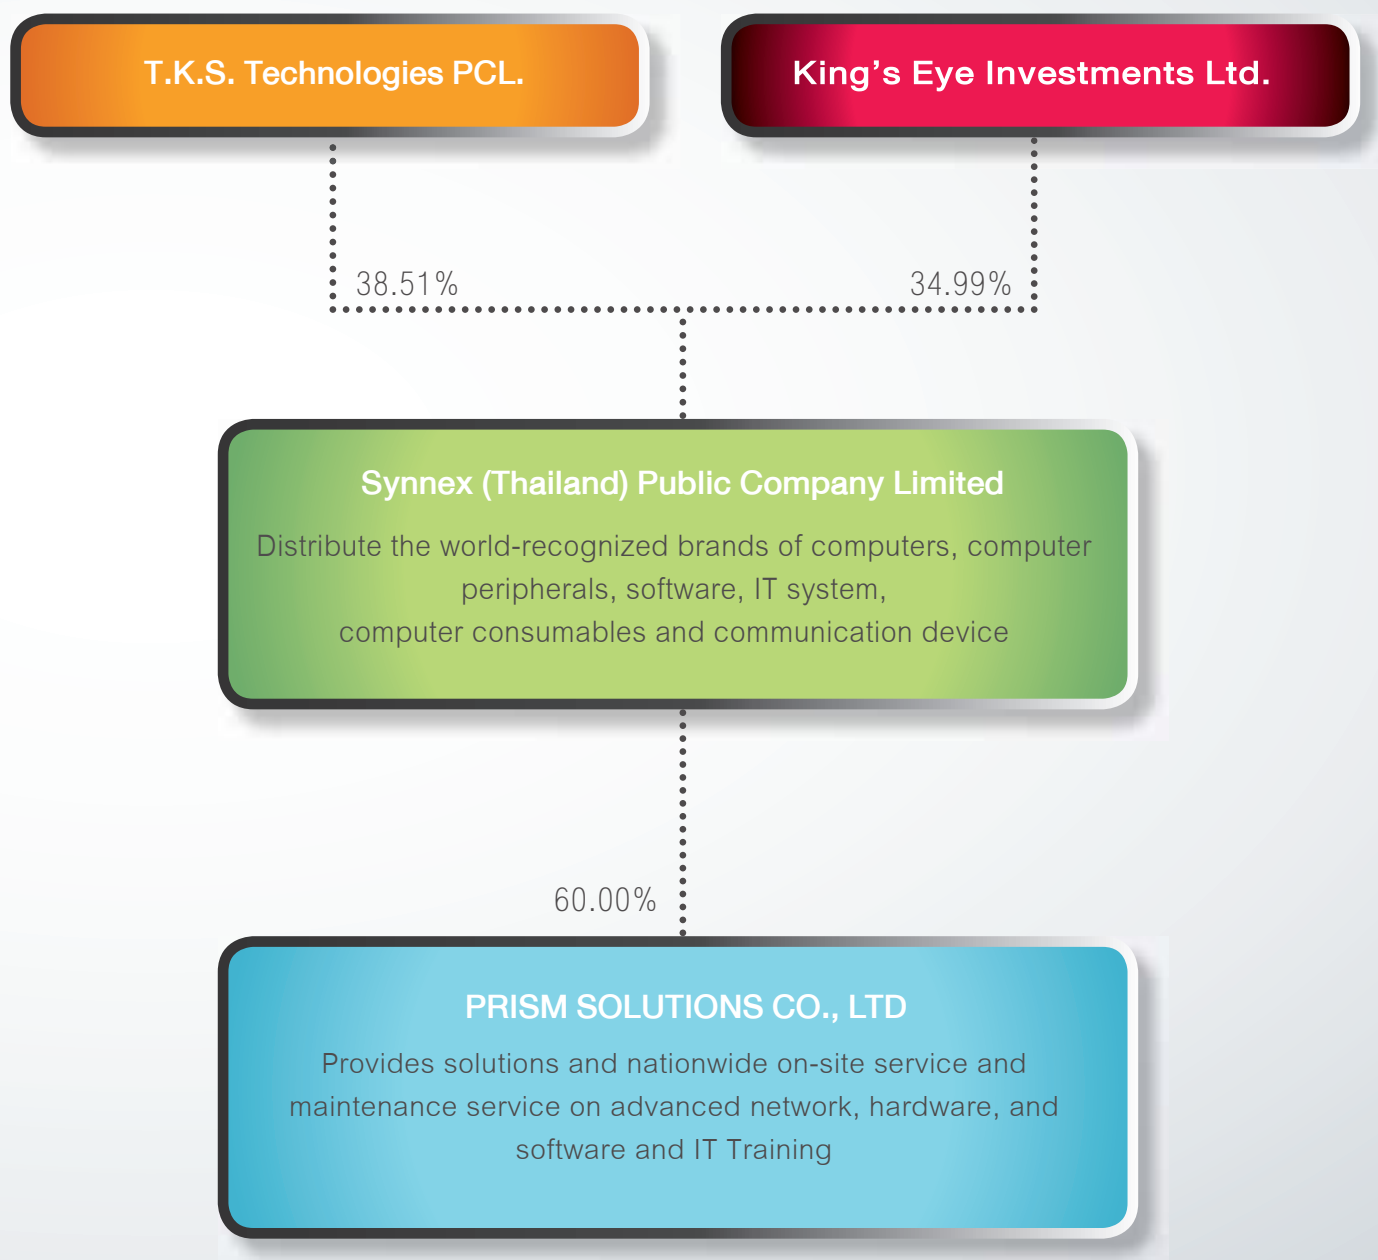 T.K.S. Technologies PCL.
King’s Eye Investments Ltd.
38.51%
34.99%
Synnex (Thailand) Public Company Limited
Distribute the world-recognized brands of computers, computer
peripherals, software, IT system,
computer consumables and communication device
60.00%
PRISM SOLUTIONS CO., LTD
Provides solutions and nationwide on-site service and
maintenance service on advanced network, hardware, and
software and IT Training